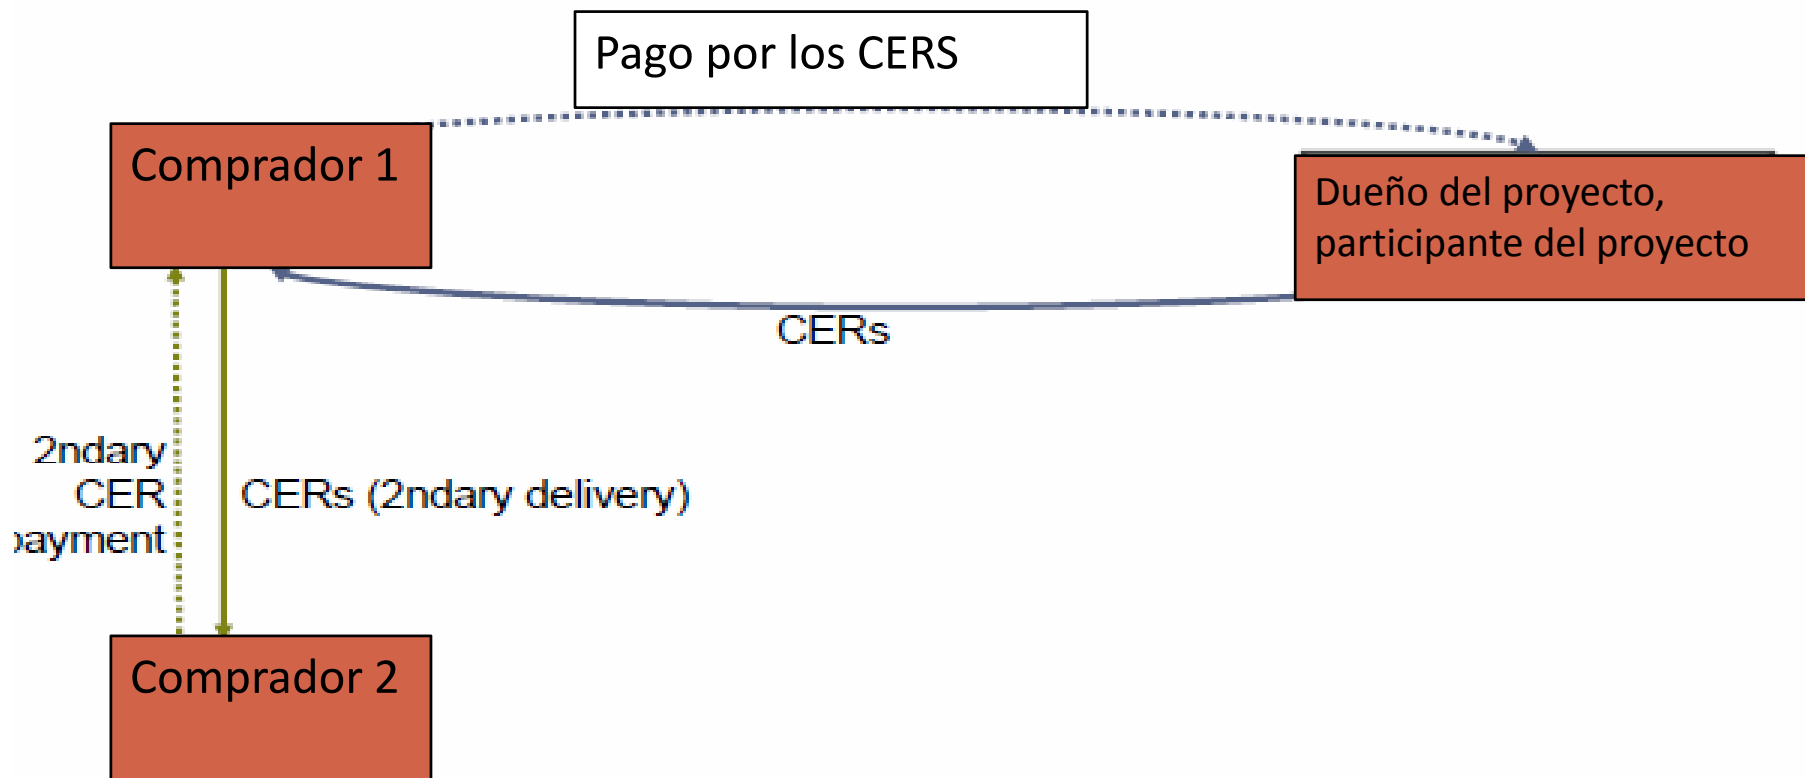 Pago por los CERS
Comprador 1
Dueño del proyecto,
participante del proyecto
CERs
2ndary
CER
payment
CERs (2ndary delivery)
Comprador 2